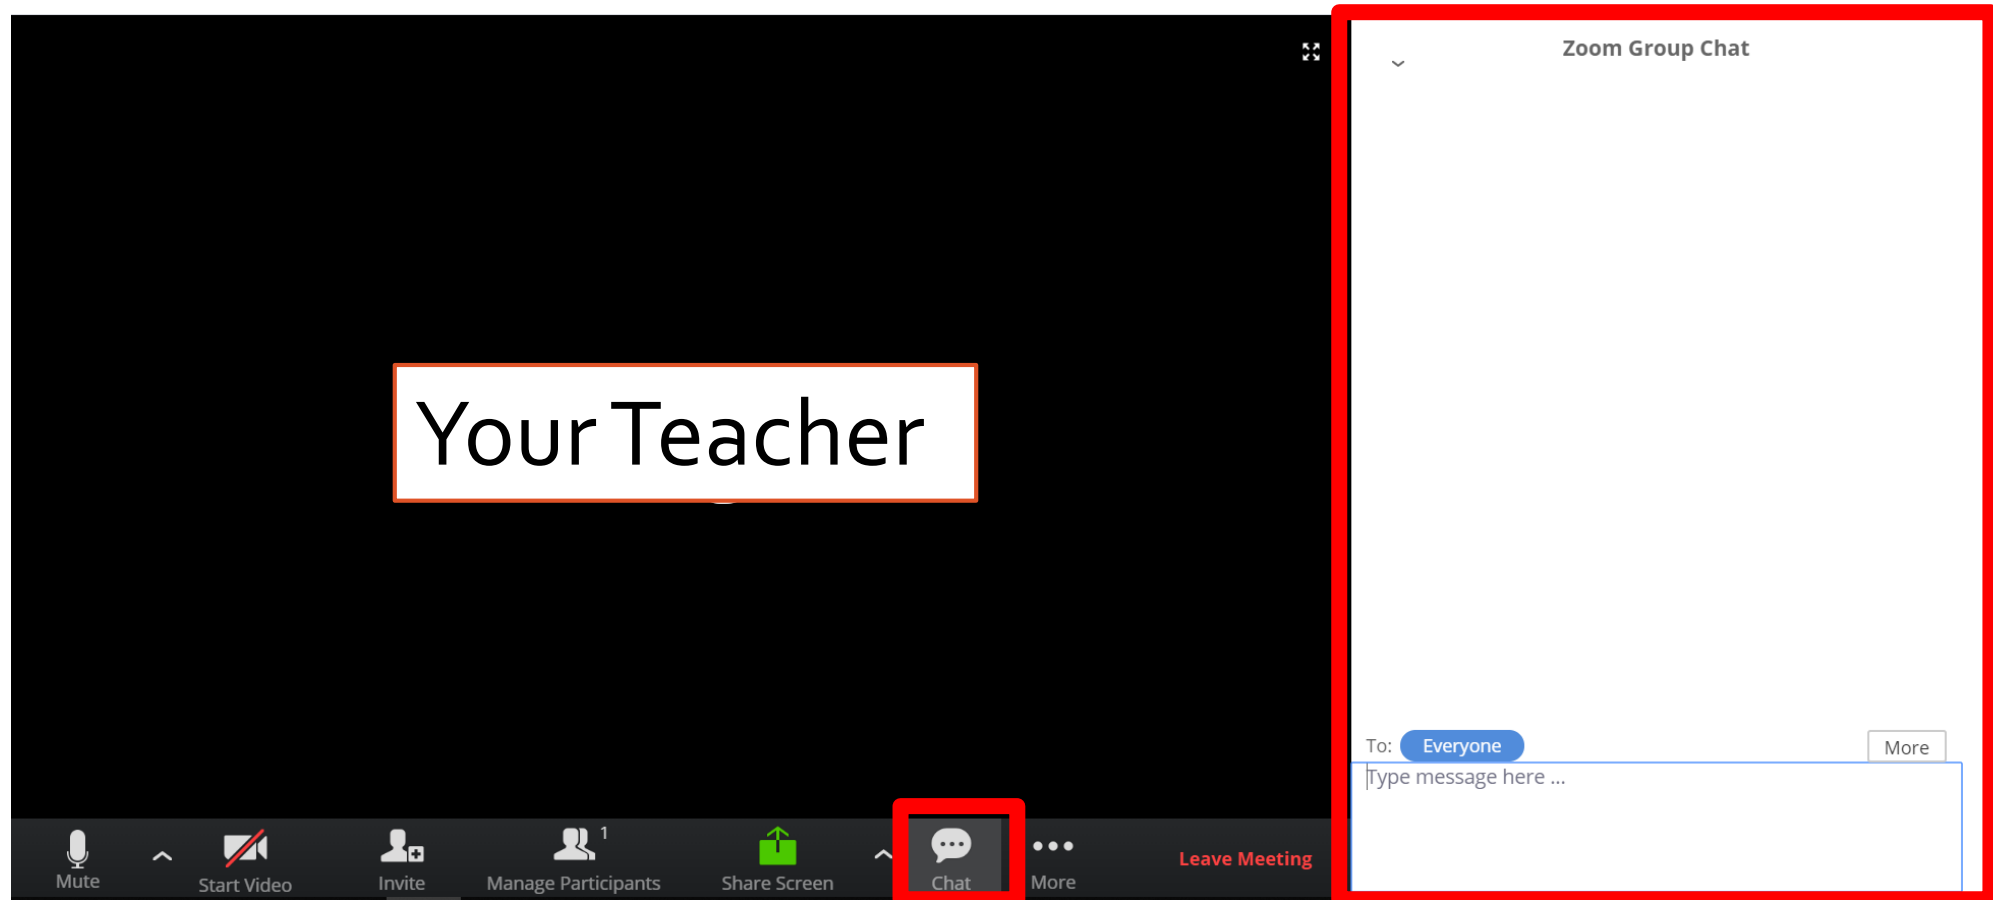 Zoom Group Chat
Your Teacher
To: Everyone More
Type message here ...
Mute
Start Video
Invite
1
Manage Participants
Share Screen
Chat
More
Leave Meeting